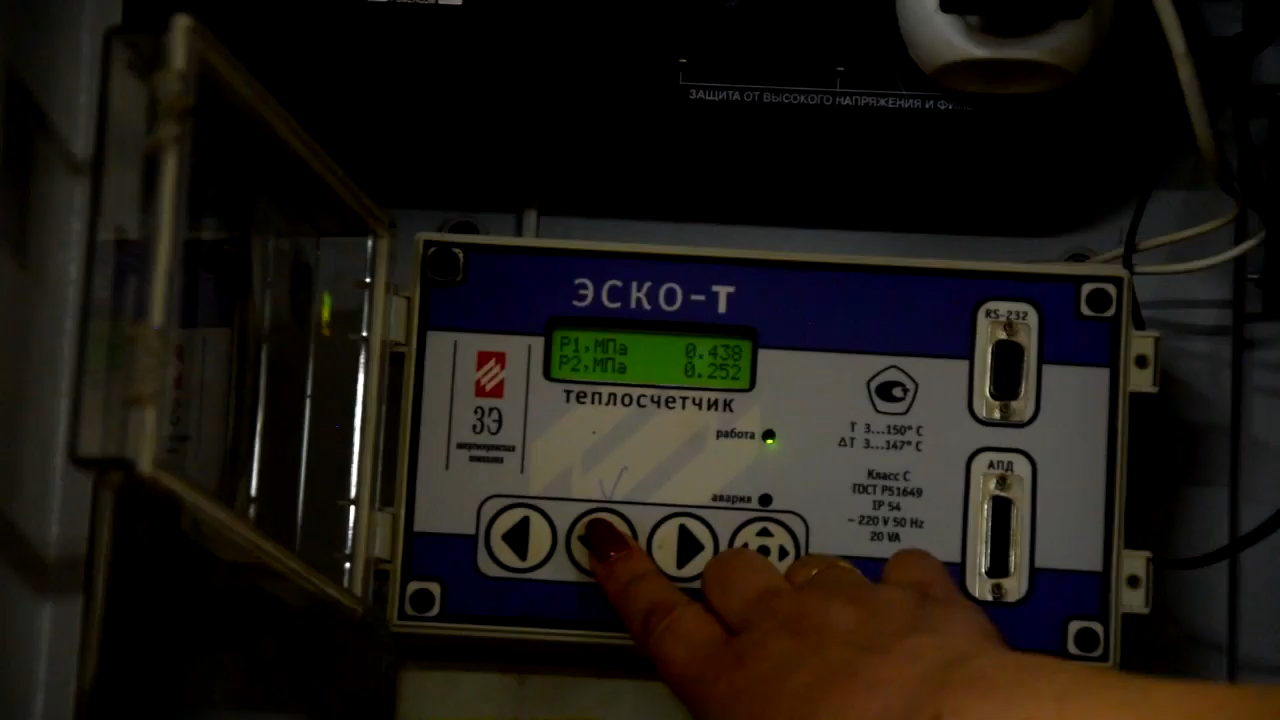 ЗАЩИТА ОТ ВЫСОКОГО НАПРЯЖЕНИЯ И
ЭСКО-Т
RS-232
P1,МПа 0.438
P2,МПа 0.252
теплосчетчик
ЗЭ
работа
T 3...150° C
ΔT 3...147° C
АПД
Класс С
ГОСТ Р51649
IP 54
~ 220 V 50 Hz
20 VA
авария